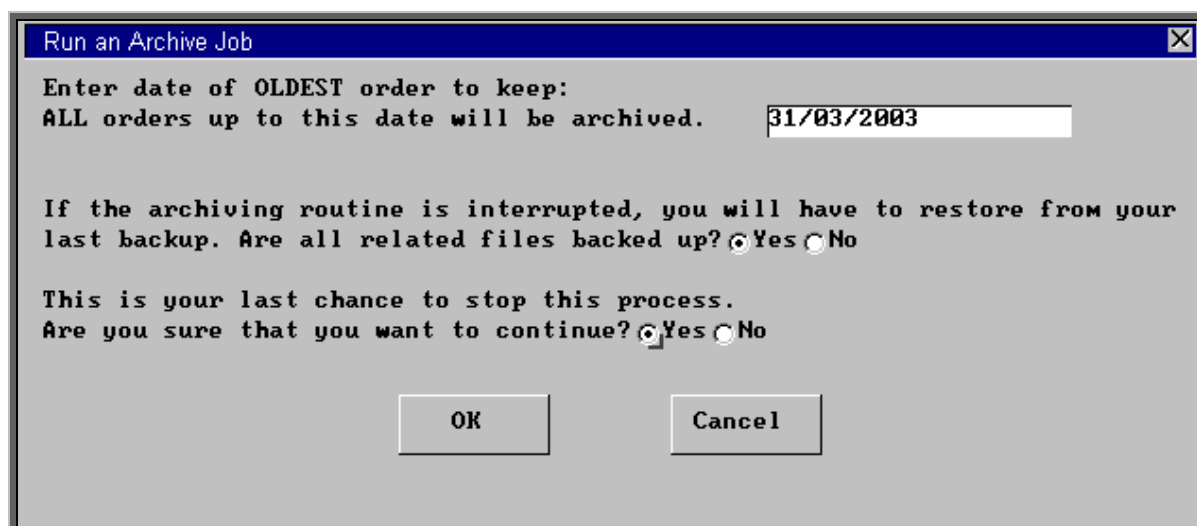 Run an Archive Job
Enter date of OLDEST order to keep:
ALL orders up to this date will be archived. 31/03/2003
If the archiving routine is interrupted, you will have to restore from your
last backup. Are all related files backed up? Yes No
This is your last chance to stop this process.
Are you sure that you want to continue? Yes No
OK Cancel